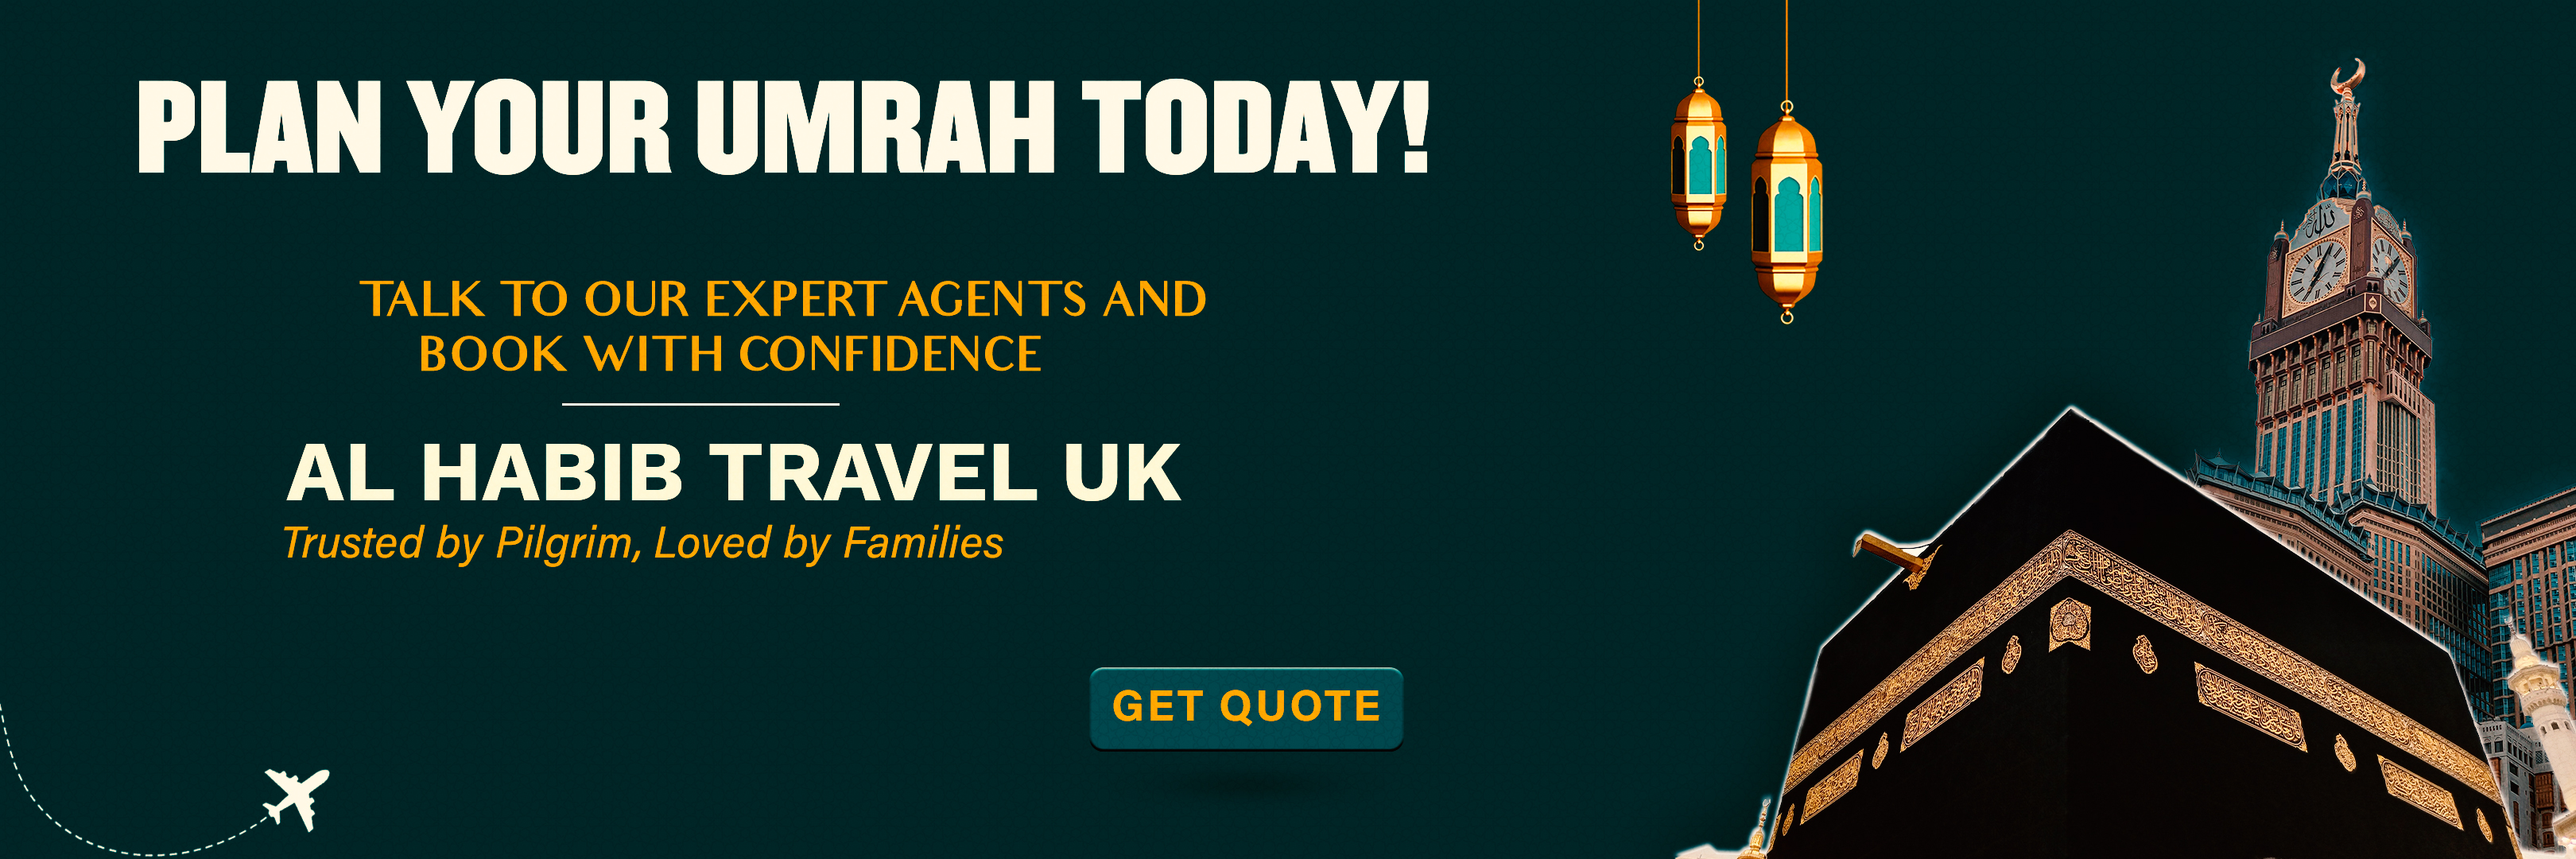 PLAN YOUR UMRAH TODAY!
TALK TO OUR EXPERT AGENTS AND
BOOK WITH CONFIDENCE
AL HABIB TRAVEL UK
Trusted by Pilgrim, Loved by Families
GET QUOTE